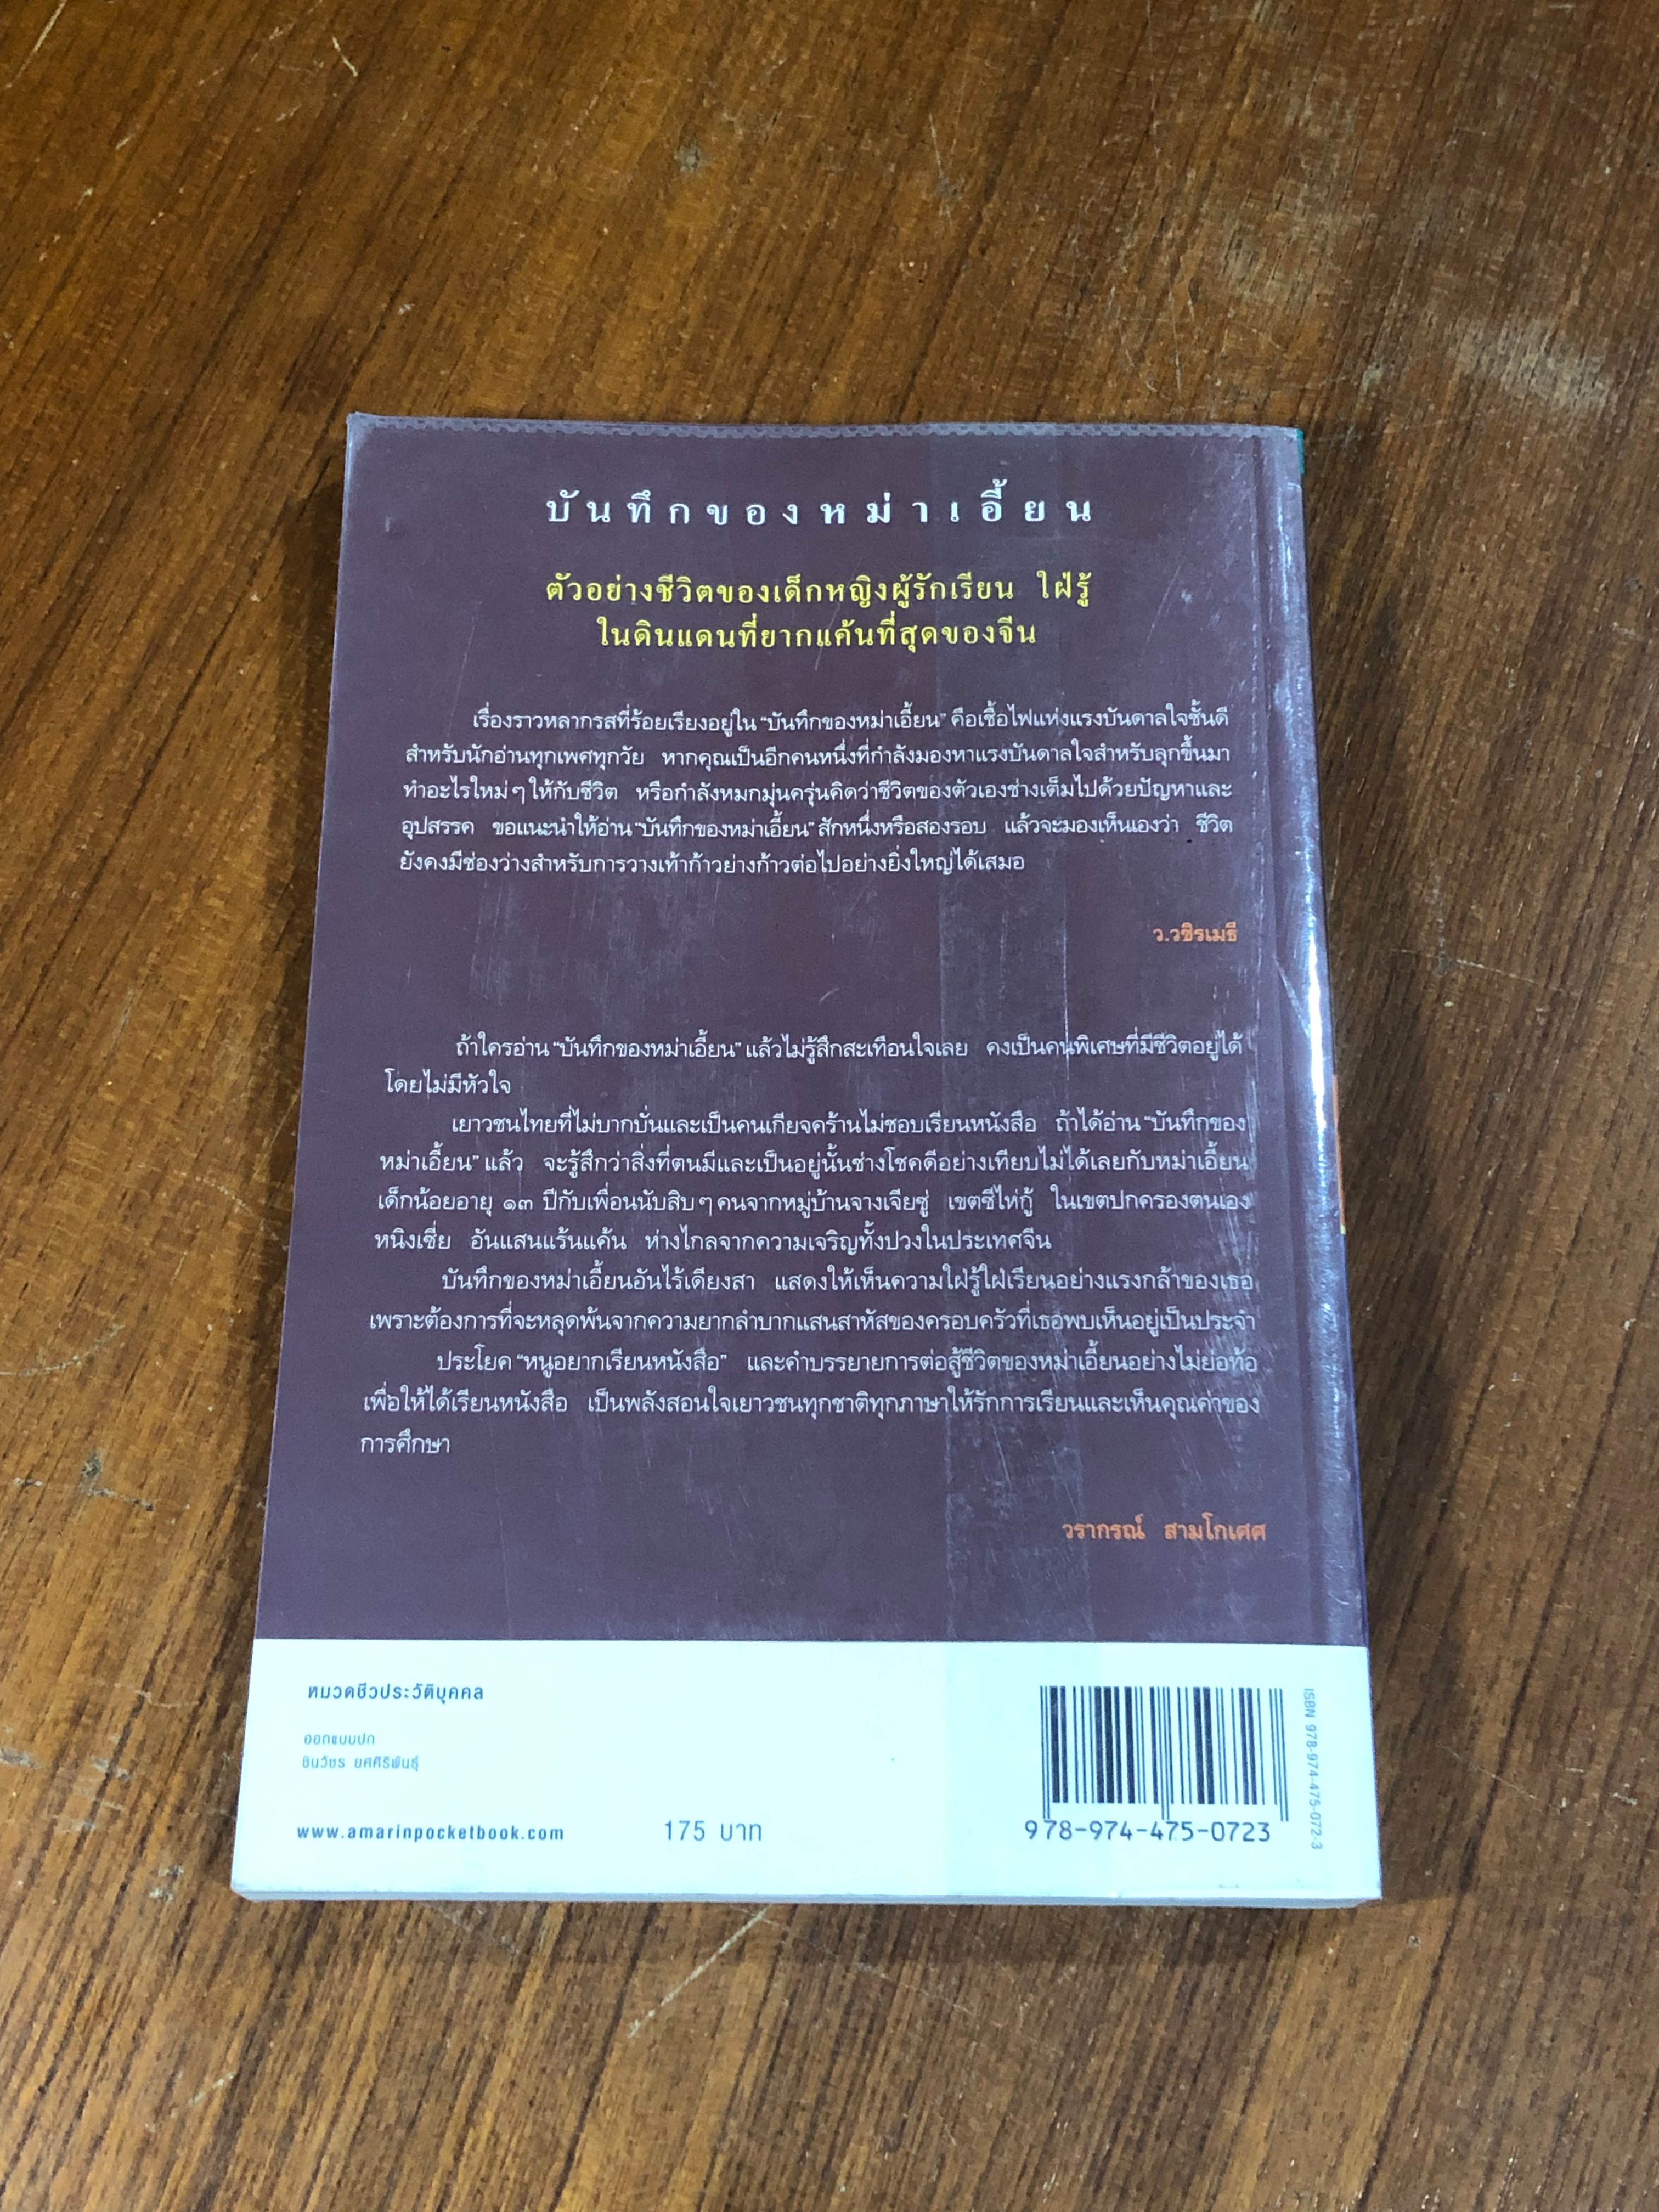 บันทึกของหม่าเอี้ยน
ตัวอย่างชีวิตของเด็กหญิงผู้รักเรียน ใฝ่รู้
ในดินแดนที่ยากแค้นที่สุดของจีน
เรื่องราวหลากรสที่ร้อยเรียงอยู่ใน “บันทึกของหม่าเอี้ยน” คือเชื้อไฟแห่งแรงบันดาลใจชั้นดี
สำหรับนักอ่านทุกเพศทุกวัย หากคุณเป็นอีกคนหนึ่งที่กำลังมองหาแรงบันดาลใจสำหรับลุกขึ้นมา
ทำอะไรใหม่ ๆ ให้กับชีวิต หรือกำลังหมกมุ่นครุ่นคิดว่าชีวิตของตัวเองช่างเต็มไปด้วยปัญหาและ
อุปสรรค ขอแนะนำให้อ่าน “บันทึกของหม่าเอี้ยน” สักหนึ่งหรือสองรอบ แล้วจะมองเห็นเองว่า ชีวิต
ยังคงมีช่องว่างสำหรับการวางเท้าก้าวย่างก้าวต่อไปอย่างยิ่งใหญ่ได้เสมอ
ว.วชิรเมธี
ถ้าใครอ่าน “บันทึกของหม่าเอี้ยน” แล้วไม่รู้สึกสะเทือนใจเลย คงเป็นคนพิเศษที่มีชีวิตอยู่ได้
โดยไม่มีหัวใจ
เยาวชนไทยที่ไม่บากบั่นและเป็นคนเกียจคร้านไม่ชอบเรียนหนังสือ ถ้าได้อ่าน “บันทึกของ
หม่าเอี้ยน” แล้ว จะรู้สึกว่าสิ่งที่ตนมีและเป็นอยู่นั้นช่างโชคดีอย่างเทียบไม่ได้เลยกับหม่าเอี้ยน
เด็กน้อยอายุ ๑๓ ปีกับเพื่อนนับสิบ ๆ คนจากหมู่บ้านจางเจียซู่ เขตซีไห่กู้ ในเขตปกครองตนเอง
หนิงเซี่ย อันแสนแร้นแค้น ห่างไกลจากความเจริญทั้งปวงในประเทศจีน
บันทึกของหม่าเอี้ยนอันไร้เดียงสา แสดงให้เห็นความใฝ่รู้ใฝ่เรียนอย่างแรงกล้าของเธอ
เพราะต้องการที่จะหลุดพ้นจากความยากลำบากแสนสาหัสของครอบครัวที่เธอพบเห็นอยู่เป็นประจำ
ประโยค “หนูอยากเรียนหนังสือ” และคำบรรยายการต่อสู้ชีวิตของหม่าเอี้ยนอย่างไม่ย่อท้อ
เพื่อให้ได้เรียนหนังสือ เป็นพลังสอนใจเยาวชนทุกชาติทุกภาษาให้รักการเรียนและเห็นคุณค่าของ
การศึกษา
วรากรณ์ สามโกเศศ
หมวดชีวประวัติบุคคล
ออกแบบปก
ชินวัชร ยศศิริพันธุ์
www.amarinpocketbook.com
175 บาท
978-974-475-0723
ISBN 978-974-475-072-3